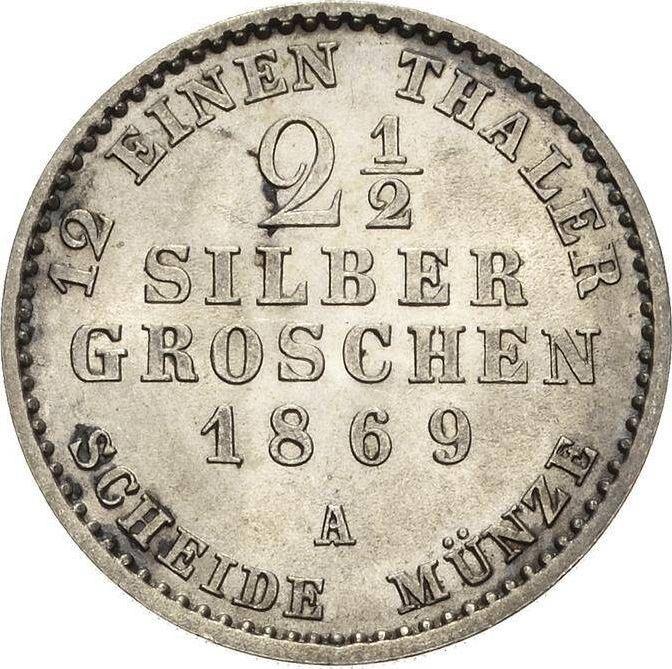 12 EINEN THALER
2 1/2
SILBER
GROSCHEN
1869
A
SCHEIDE MÜNZE